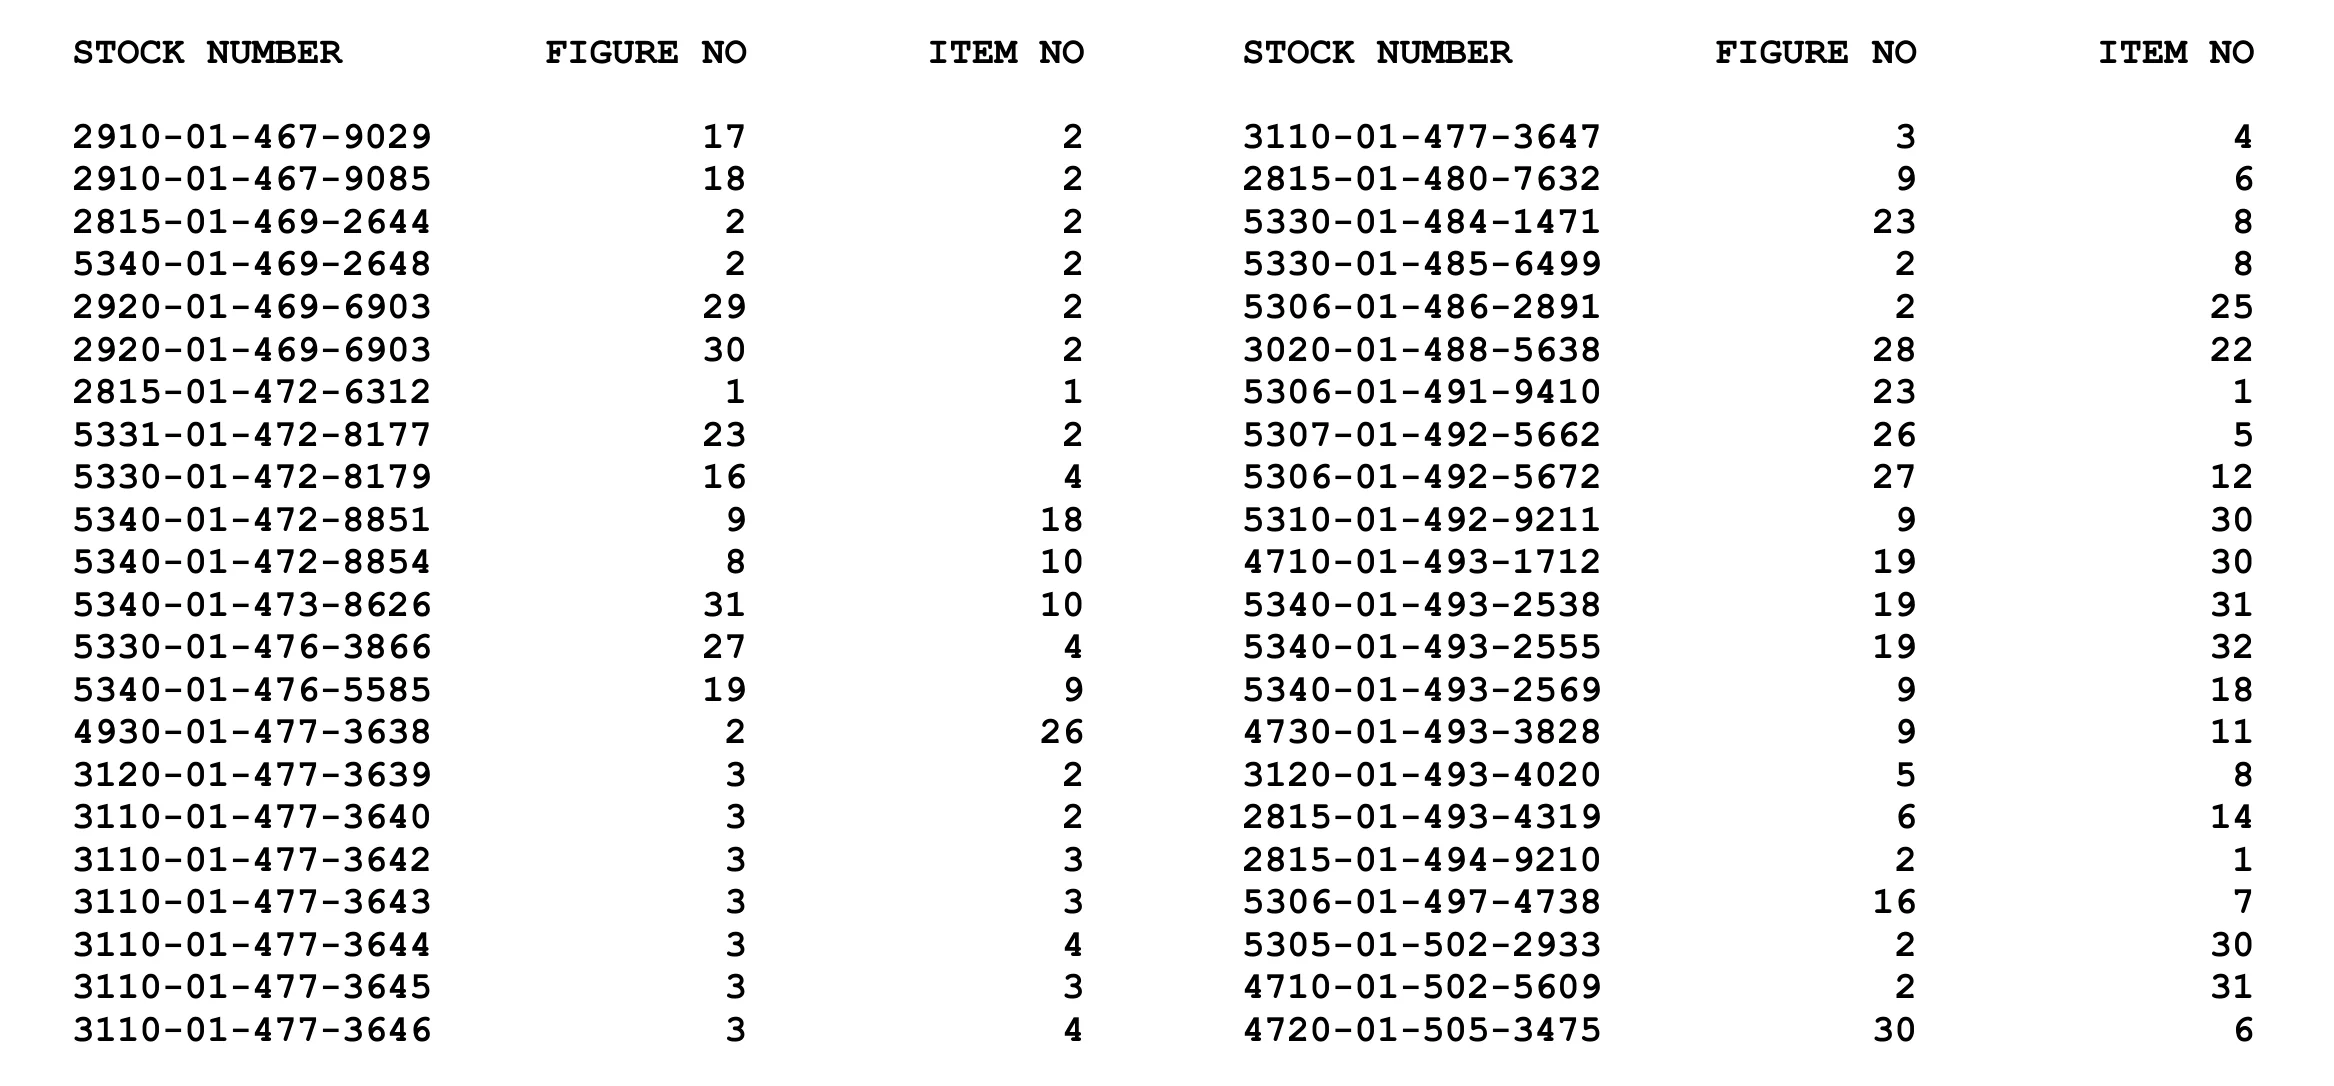 STOCK NUMBER FIGURE NO ITEM NO STOCK NUMBER FIGURE NO ITEM NO
2910-01-467-9029 17 2 3110-01-477-3647 3 4
2910-01-467-9085 18 2 2815-01-480-7632 9 6
2815-01-469-2644 2 2 5330-01-484-1471 23 8
5340-01-469-2648 2 2 5330-01-485-6499 2 8
2920-01-469-6903 29 2 5306-01-486-2891 2 25
2920-01-469-6903 30 2 3020-01-488-5638 28 22
2815-01-472-6312 1 1 5306-01-491-9410 23 1
5331-01-472-8177 23 2 5307-01-492-5662 26 5
5330-01-472-8179 16 4 5306-01-492-5672 27 12
5340-01-472-8851 9 18 5310-01-492-9211 9 30
5340-01-472-8854 8 10 4710-01-493-1712 19 30
5340-01-473-8626 31 10 5340-01-493-2538 19 31
5330-01-476-3866 27 4 5340-01-493-2555 19 32
5340-01-476-5585 19 9 5340-01-493-2569 9 18
4930-01-477-3638 2 26 4730-01-493-3828 9 11
3120-01-477-3639 3 2 3120-01-493-4020 5 8
3110-01-477-3640 3 2 2815-01-493-4319 6 14
3110-01-477-3642 3 3 2815-01-494-9210 2 1
3110-01-477-3643 3 3 5306-01-497-4738 16 7
3110-01-477-3644 3 4 5305-01-502-2933 2 30
3110-01-477-3645 3 3 4710-01-502-5609 2 31
3110-01-477-3646 3 4 4720-01-505-3475 30 6